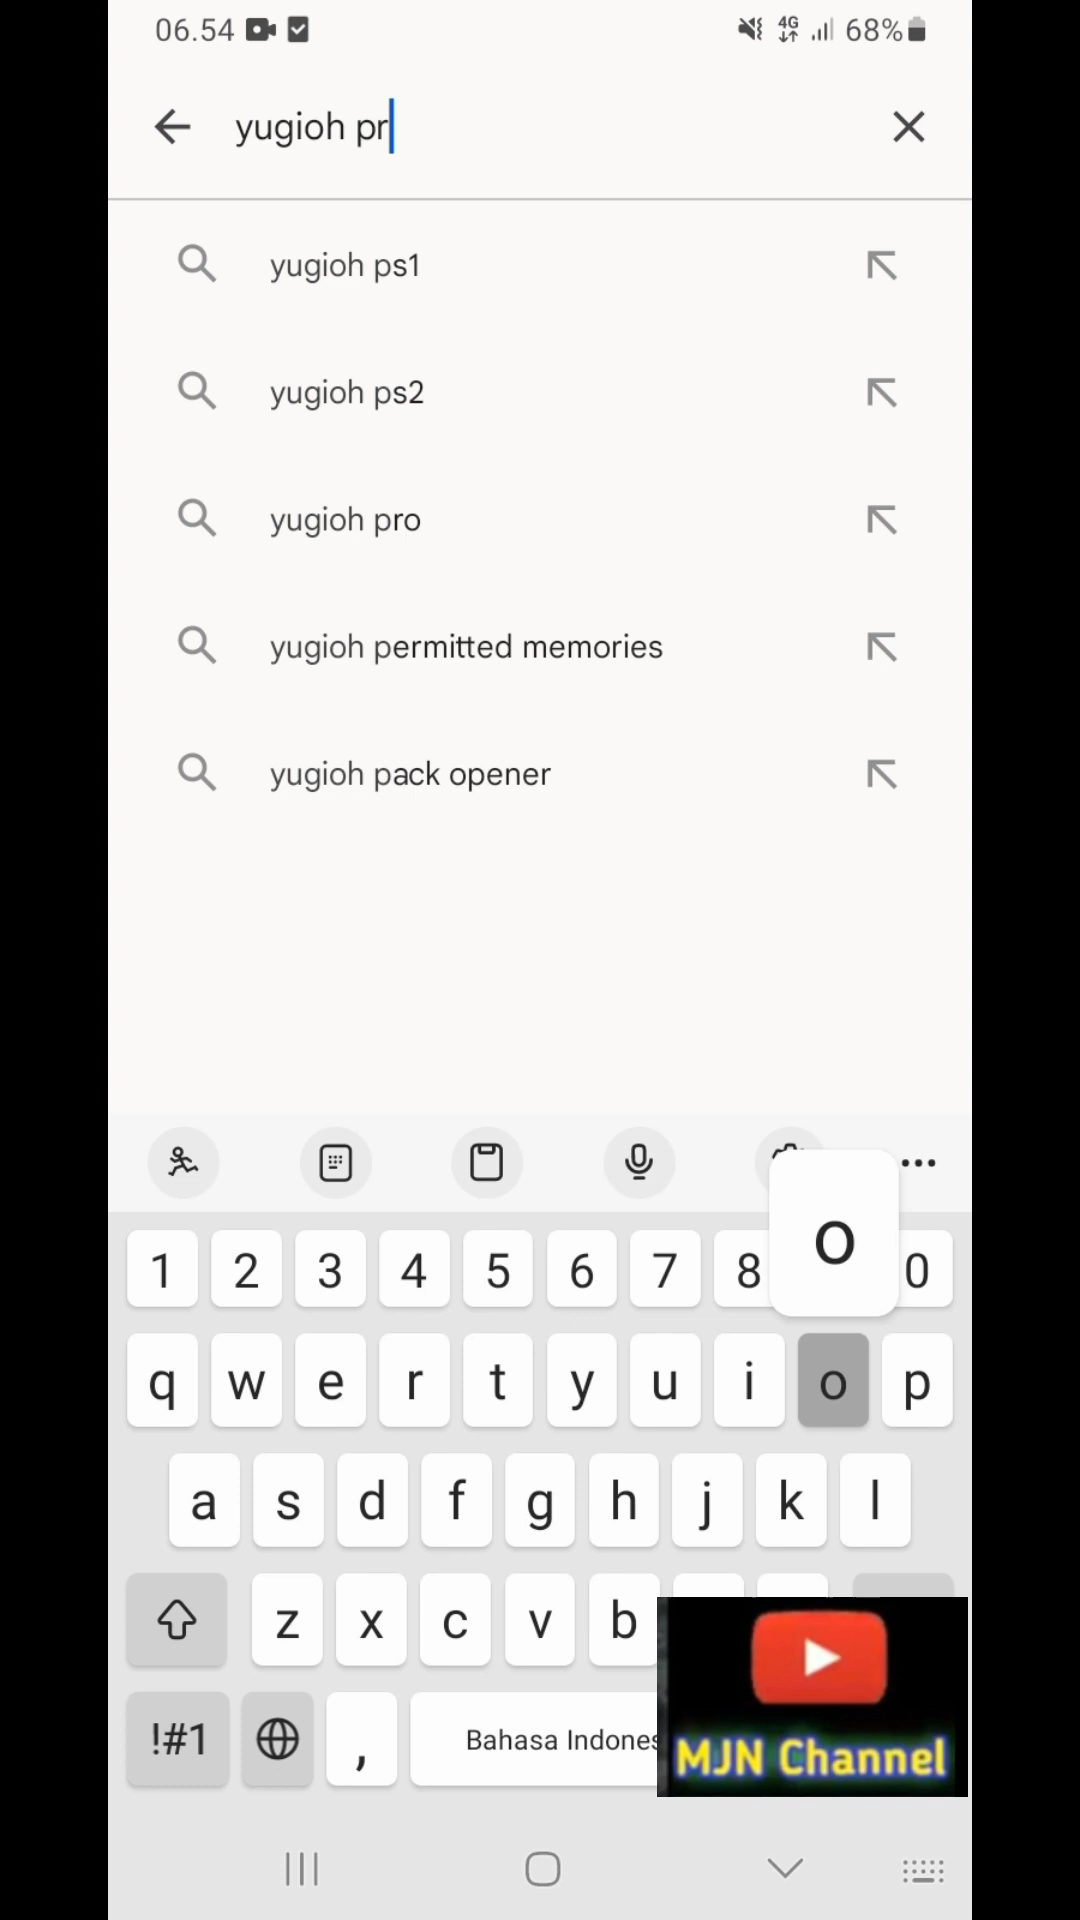 06.54 4G 68%
yugioh pr
yugioh ps1
yugioh ps2
yugioh pro
yugioh permitted memories
yugioh pack opener
o
1 2 3 4 5 6 7 8 0
q w e r t y u i o p
a s d f g h j k l
z x c v b
!#1 , Bahasa Indones
MJN Channel